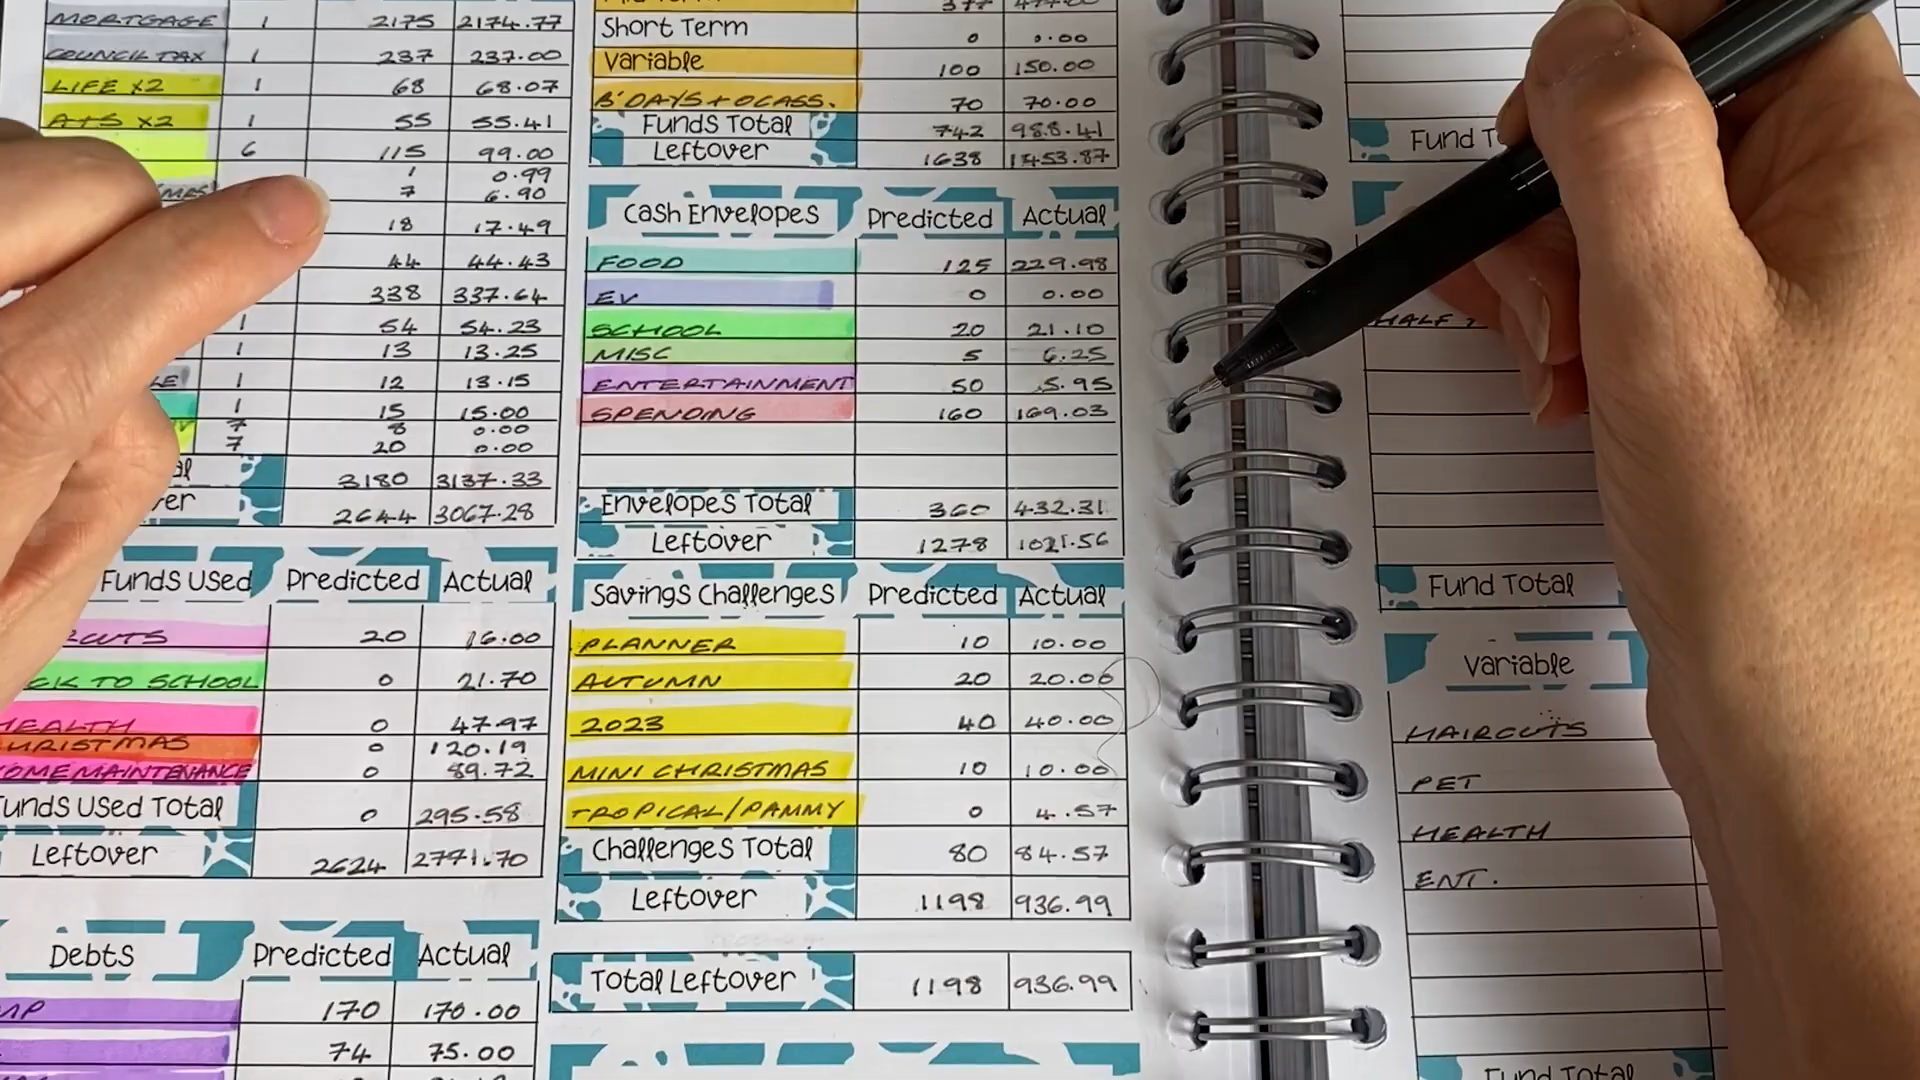 MORTGAGE 1 2175 2174.77
COUNCIL TAX 1 237 237.00
LIFE X2 1 68 68.07
X2 1 55 55.41
6 115 99.00
1 0.99
7 6.90
18 17.49
44 44.43
338 337.64
1 54 54.23
1 13 13.25
1 12 13.15
1 15 15.00
7 8 0.00
7 20 0.00
3180 3137.33
2644 3067.28
Funds Used Predicted Actual
20 16.00
TO SCHOOL 0 21.70
HEALTH 0 47.97
0 120.19
0 89.72
Funds Used Total 0 295.58
Leftover 2624 2771.70
Debts Predicted Actual
170 170.00
74 75.00
Short Term 0 0.00
Variable 100 150.00
B'DAYS + OCASS. 70 70.00
Funds Total 742 988.41
Leftover 1638 1453.87
Cash Envelopes Predicted Actual
FOOD 125 229.98
EV 0 0.00
SCHOOL 20 21.10
MISC 5 6.25
ENTERTAINMENT 50 5.95
SPENDING 160 169.03
Envelopes Total 360 432.31
Leftover 1278 1021.56
Savings Challenges Predicted Actual
PLANNER 10 10.00
AUTUMN 20 20.00
2023 40 40.00
MINI CHRISTMAS 10 10.00
TROPICAL/PAMMY 0 4.57
Challenges Total 80 84.57
Leftover 1198 936.99
Total Leftover 1198 936.99
Fund
HALF
Fund Total
Variable
HAIRCUTS
PET
HEALTH
ENT.
Fund Total